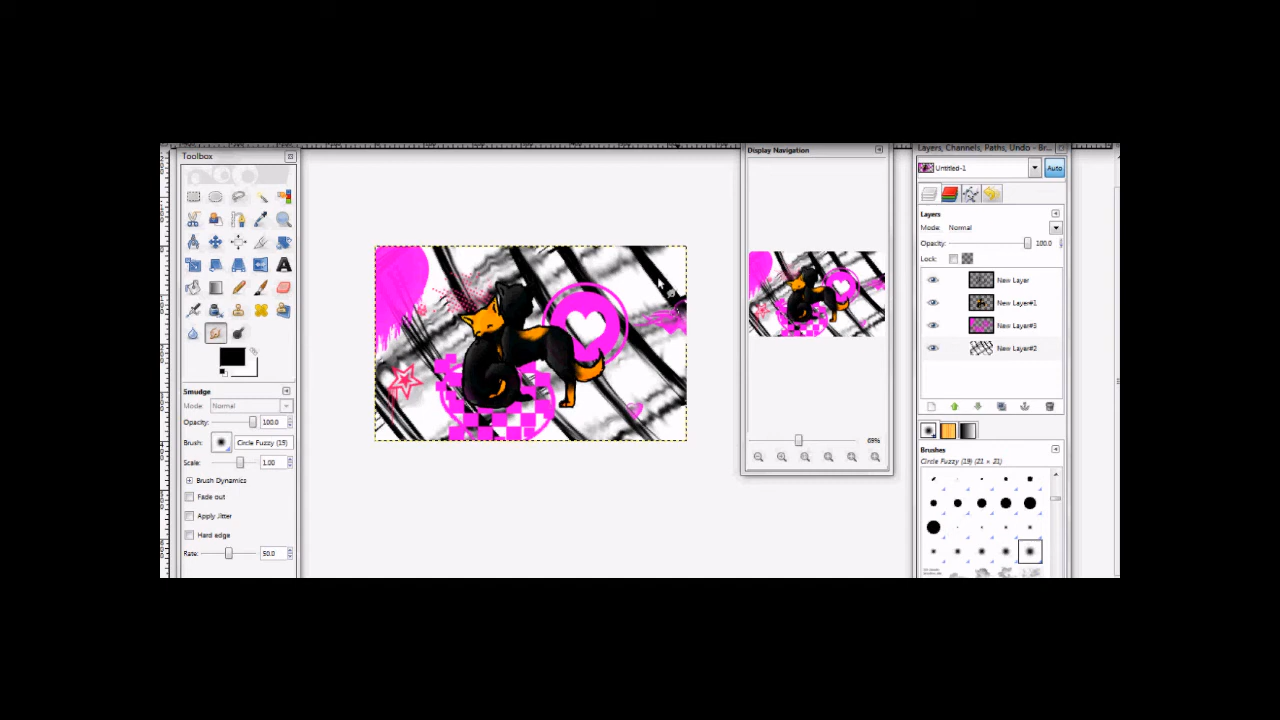 Toolbox
Display Navigation
Layers, Channels, Paths, Undo - Br...
Untitled-1
Auto
Layers
Mode: Normal
Opacity: 100.0
Lock:
New Layer
New Layer#1
New Layer#3
New Layer#2
Smudge
Mode: Normal
Opacity: 100.0
Brush: Circle Fuzzy (19)
Scale: 1.00
Brush Dynamics
Fade out
Apply Jitter
Hard edge
Rate: 50.0
69%
Brushes
Circle Fuzzy (19) (21 × 21)